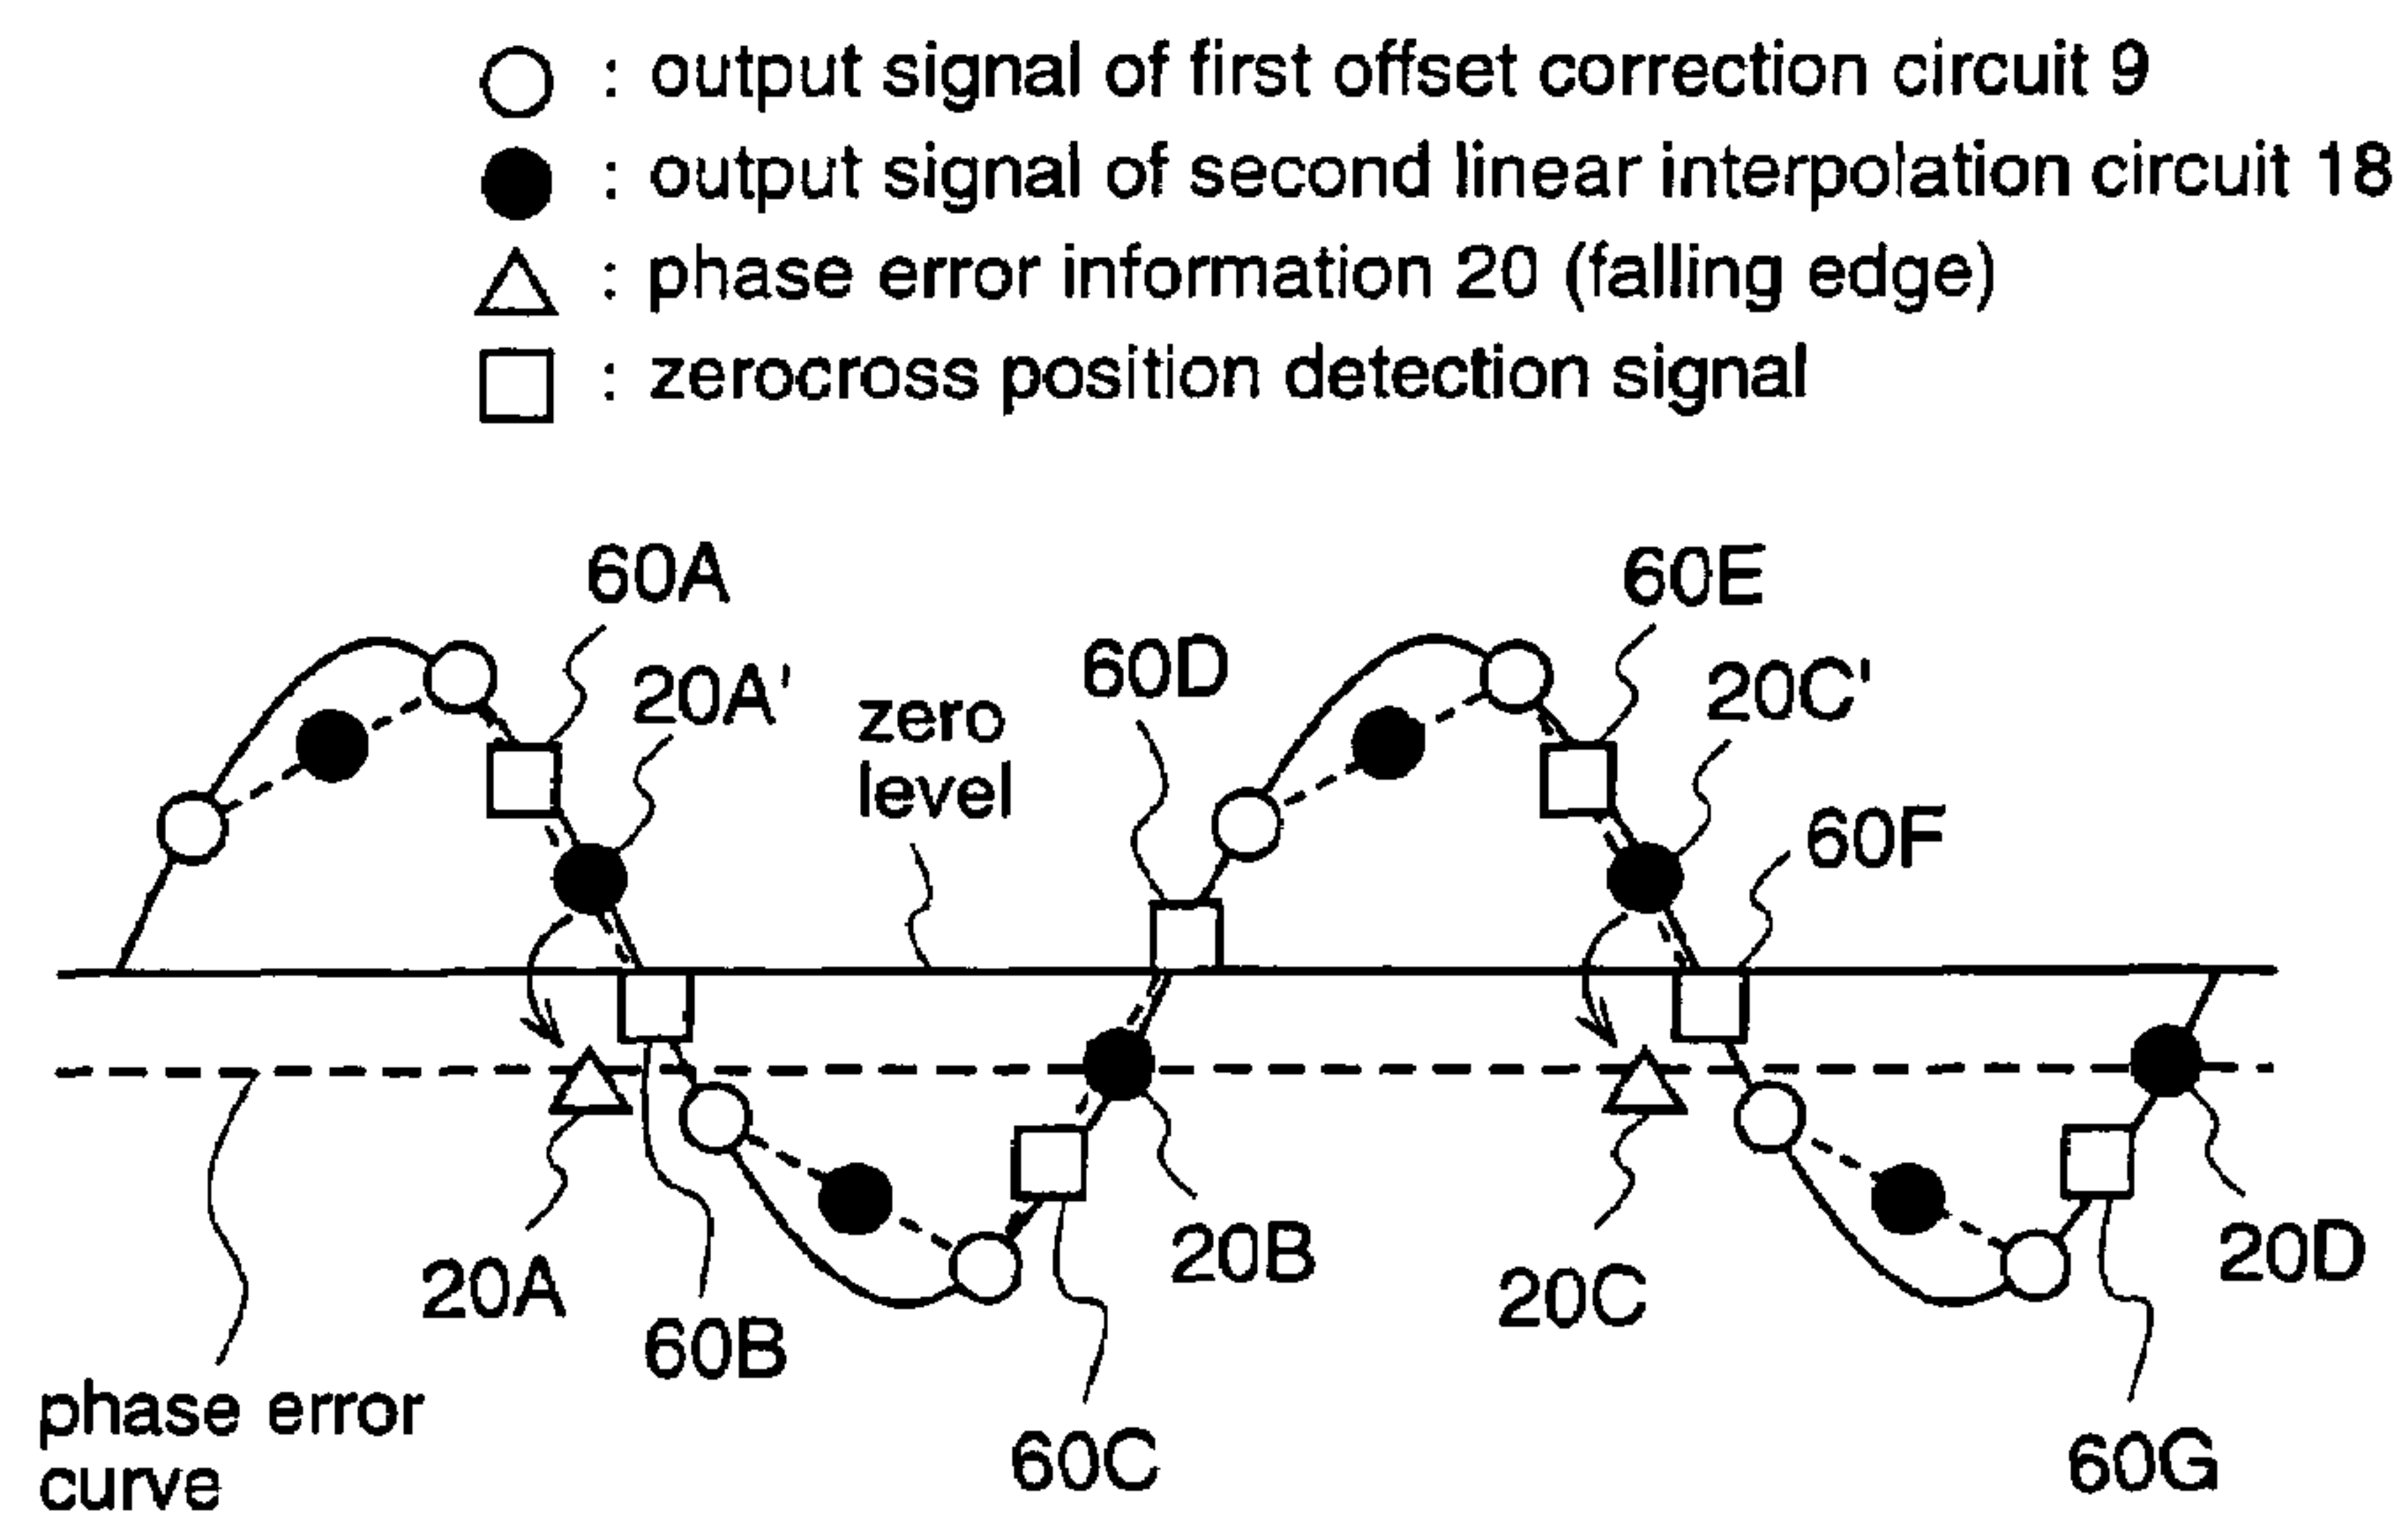 : output signal of first offset correction circuit 9
: output signal of second linear interpolation circuit 18
: phase error information 20 (falling edge)
: zerocross position detection signal
60A
60E
20A'
60D
20C'
zero
level
60F
20A
60B
20B
20C
20D
phase error
curve
60C
60G